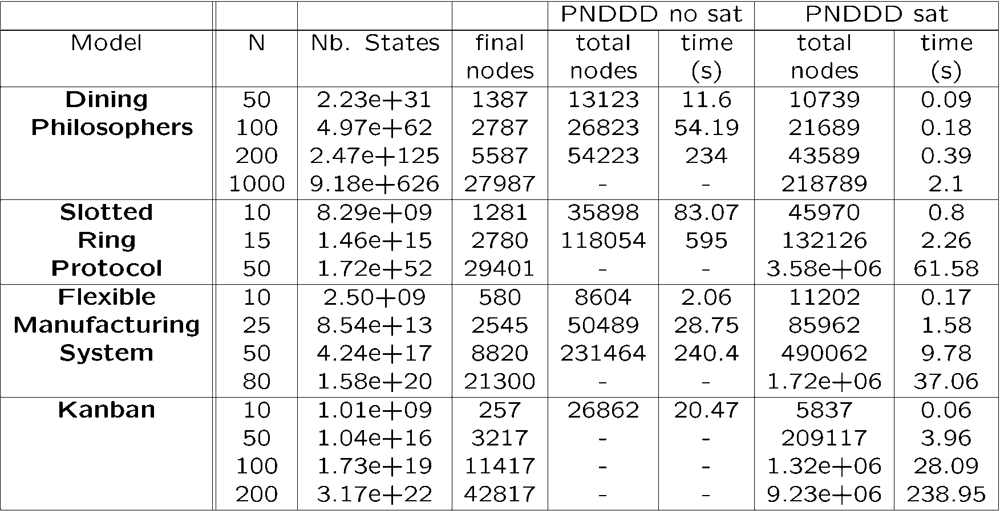 PNDDD no sat PNDDD sat
Model N Nb. States final total time total time
nodes nodes (s) nodes (s)
Dining 50 2.23e+31 1387 13123 11.6 10739 0.09
Philosophers 100 4.97e+62 2787 26823 54.19 21689 0.18
200 2.47e+125 5587 54223 234 43589 0.39
1000 9.18e+626 27987 - - 218789 2.1
Slotted 10 8.29e+09 1281 35898 83.07 45970 0.8
Ring 15 1.46e+15 2780 118054 595 132126 2.26
Protocol 50 1.72e+52 29401 - - 3.58e+06 61.58
Flexible 10 2.50+09 580 8604 2.06 11202 0.17
Manufacturing 25 8.54e+13 2545 50489 28.75 85962 1.58
System 50 4.24e+17 8820 231464 240.4 490062 9.78
80 1.58e+20 21300 - - 1.72e+06 37.06
Kanban 10 1.01e+09 257 26862 20.47 5837 0.06
50 1.04e+16 3217 - - 209117 3.96
100 1.73e+19 11417 - - 1.32e+06 28.09
200 3.17e+22 42817 - - 9.23e+06 238.95